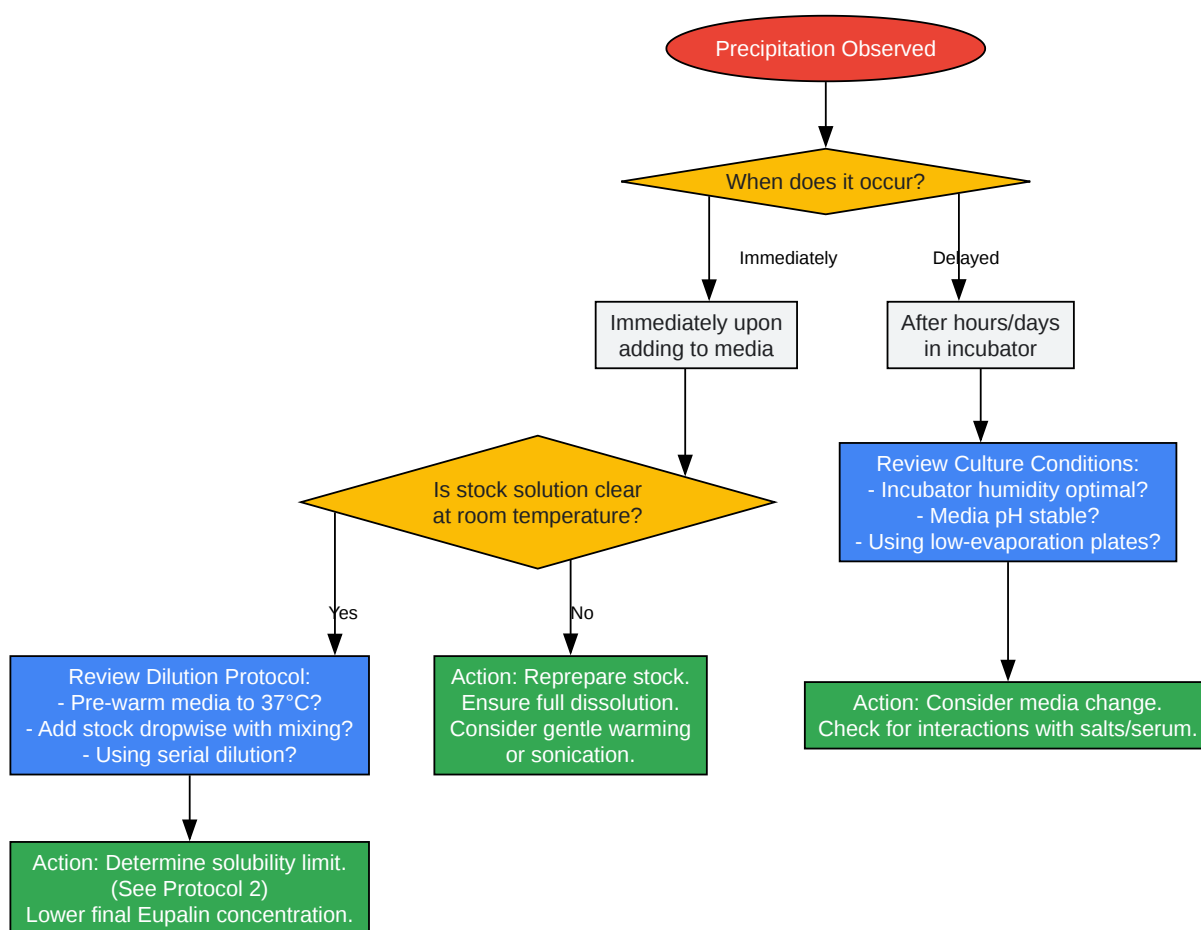 Precipitation Observed
When does it occur?
Immediately
Delayed
Immediately upon
adding to media
After hours/days
in incubator
Is stock solution clear
at room temperature?
Review Culture Conditions:
- Incubator humidity optimal?
- Media pH stable?
- Using low-evaporation plates?
Yes
No
Review Dilution Protocol:
- Pre-warm media to 37°C?
- Add stock dropwise with mixing?
- Using serial dilution?
Action: Reprepare stock.
Ensure full dissolution.
Consider gentle warming
or sonication.
Action: Consider media change.
Check for interactions with salts/serum.
Action: Determine solubility limit.
(See Protocol 2)
Lower final Eupalin concentration.